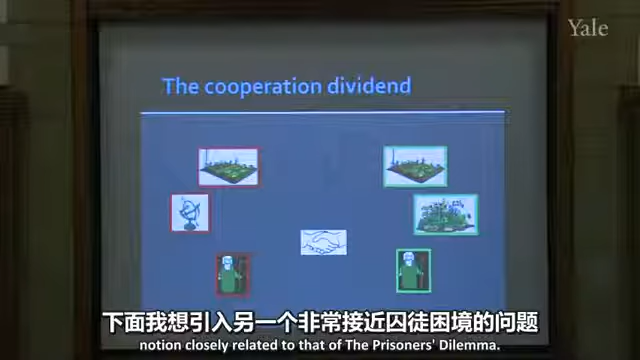 Yale
The cooperation dividend
下面我想引入另一个非常接近囚徒困境的问题
notion closely related to that of The Prisoners' Dilemma.